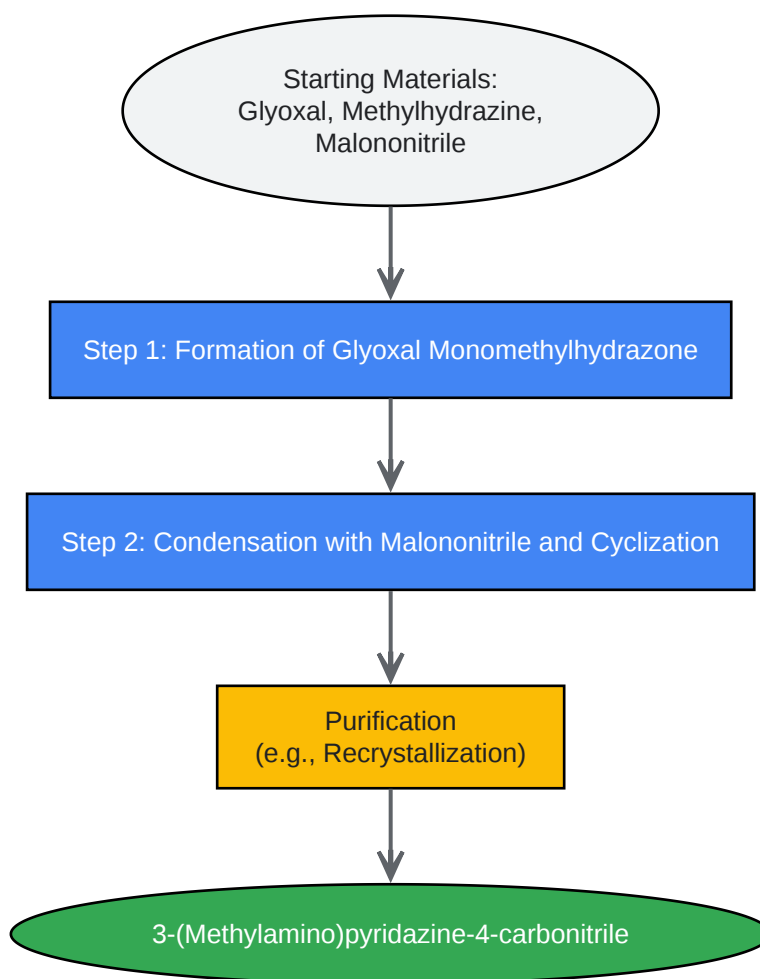 Starting Materials:
Glyoxal, Methylhydrazine,
Malononitrile
Step 1: Formation of Glyoxal Monomethylhydrazone
Step 2: Condensation with Malononitrile and Cyclization
Purification
(e.g., Recrystallization)
3-(Methylamino)pyridazine-4-carbonitrile